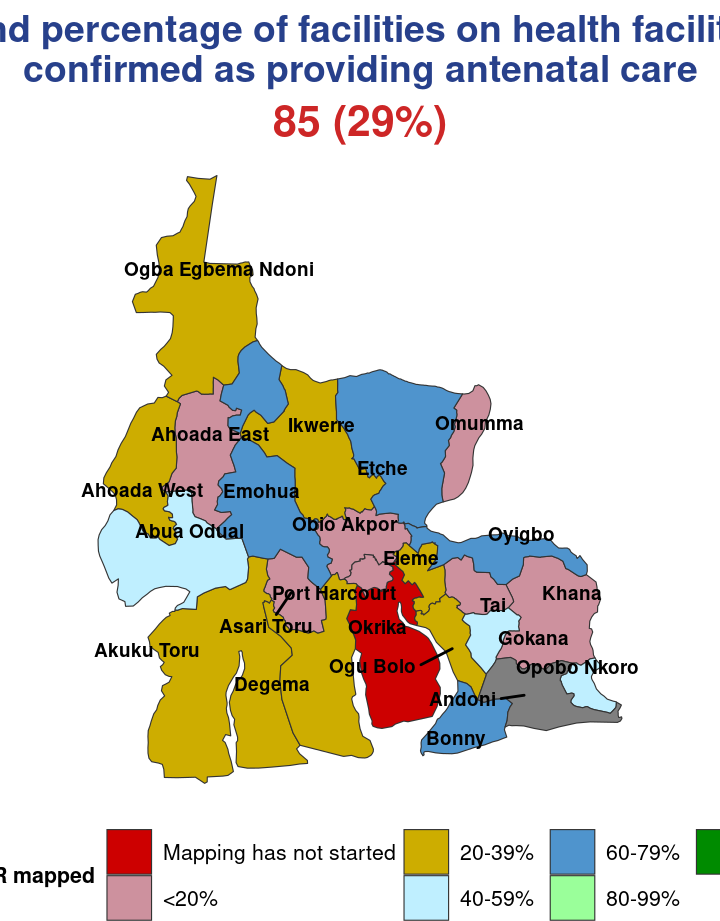 nd percentage of facilities on health facilit
confirmed as providing antenatal care
85 (29%)
Ogba Egbema Ndoni
Ikwerre
Omumma
Ahoada East
Etche
Ahoada West
Emohua
Abua Odual
Obio Akpor
Oyigbo
Eleme
Port Harcourt
Khana
Tai
Asari Toru
Okrika
Gokana
Akuku Toru
Ogu Bolo
Opobo Nkoro
Degema
Andoni
Bonny
R mapped
Mapping has not started
20-39%
60-79%
<20%
40-59%
80-99%